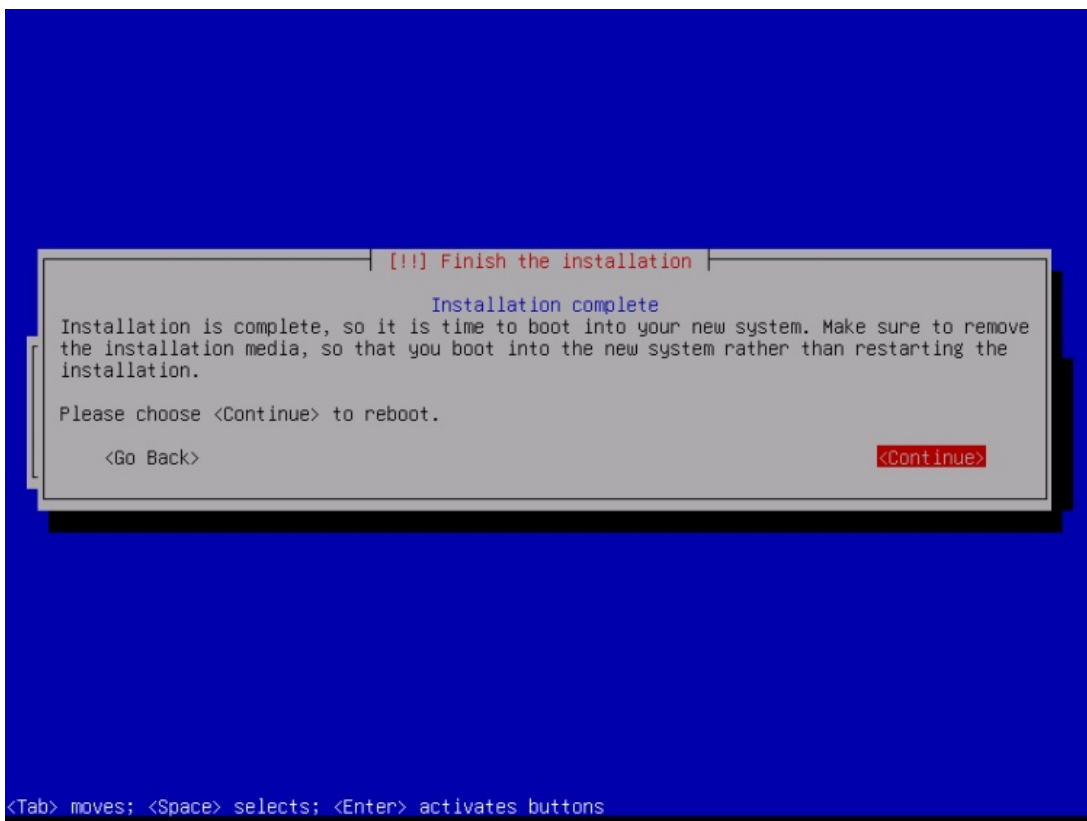 [!!] Finish the installation
Installation complete
Installation is complete, so it is time to boot into your new system. Make sure to remove
the installation media, so that you boot into the new system rather than restarting the
installation.
Please choose <Continue> to reboot.
<Go Back> <Continue>
<Tab> moves; <Space> selects; <Enter> activates buttons